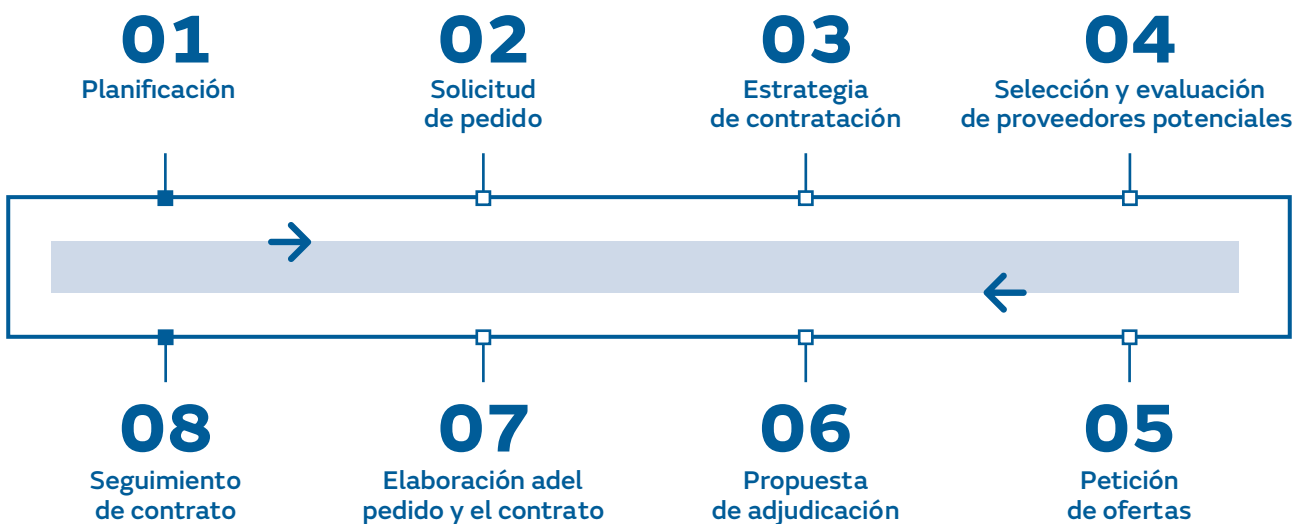 01
Planificación
02
Solicitud
de pedido
03
Estrategia
de contratación
04
Selección y evaluación
de proveedores potenciales
08
Seguimiento
de contrato
07
Elaboración adel
pedido y el contrato
06
Propuesta
de adjudicación
05
Petición
de ofertas